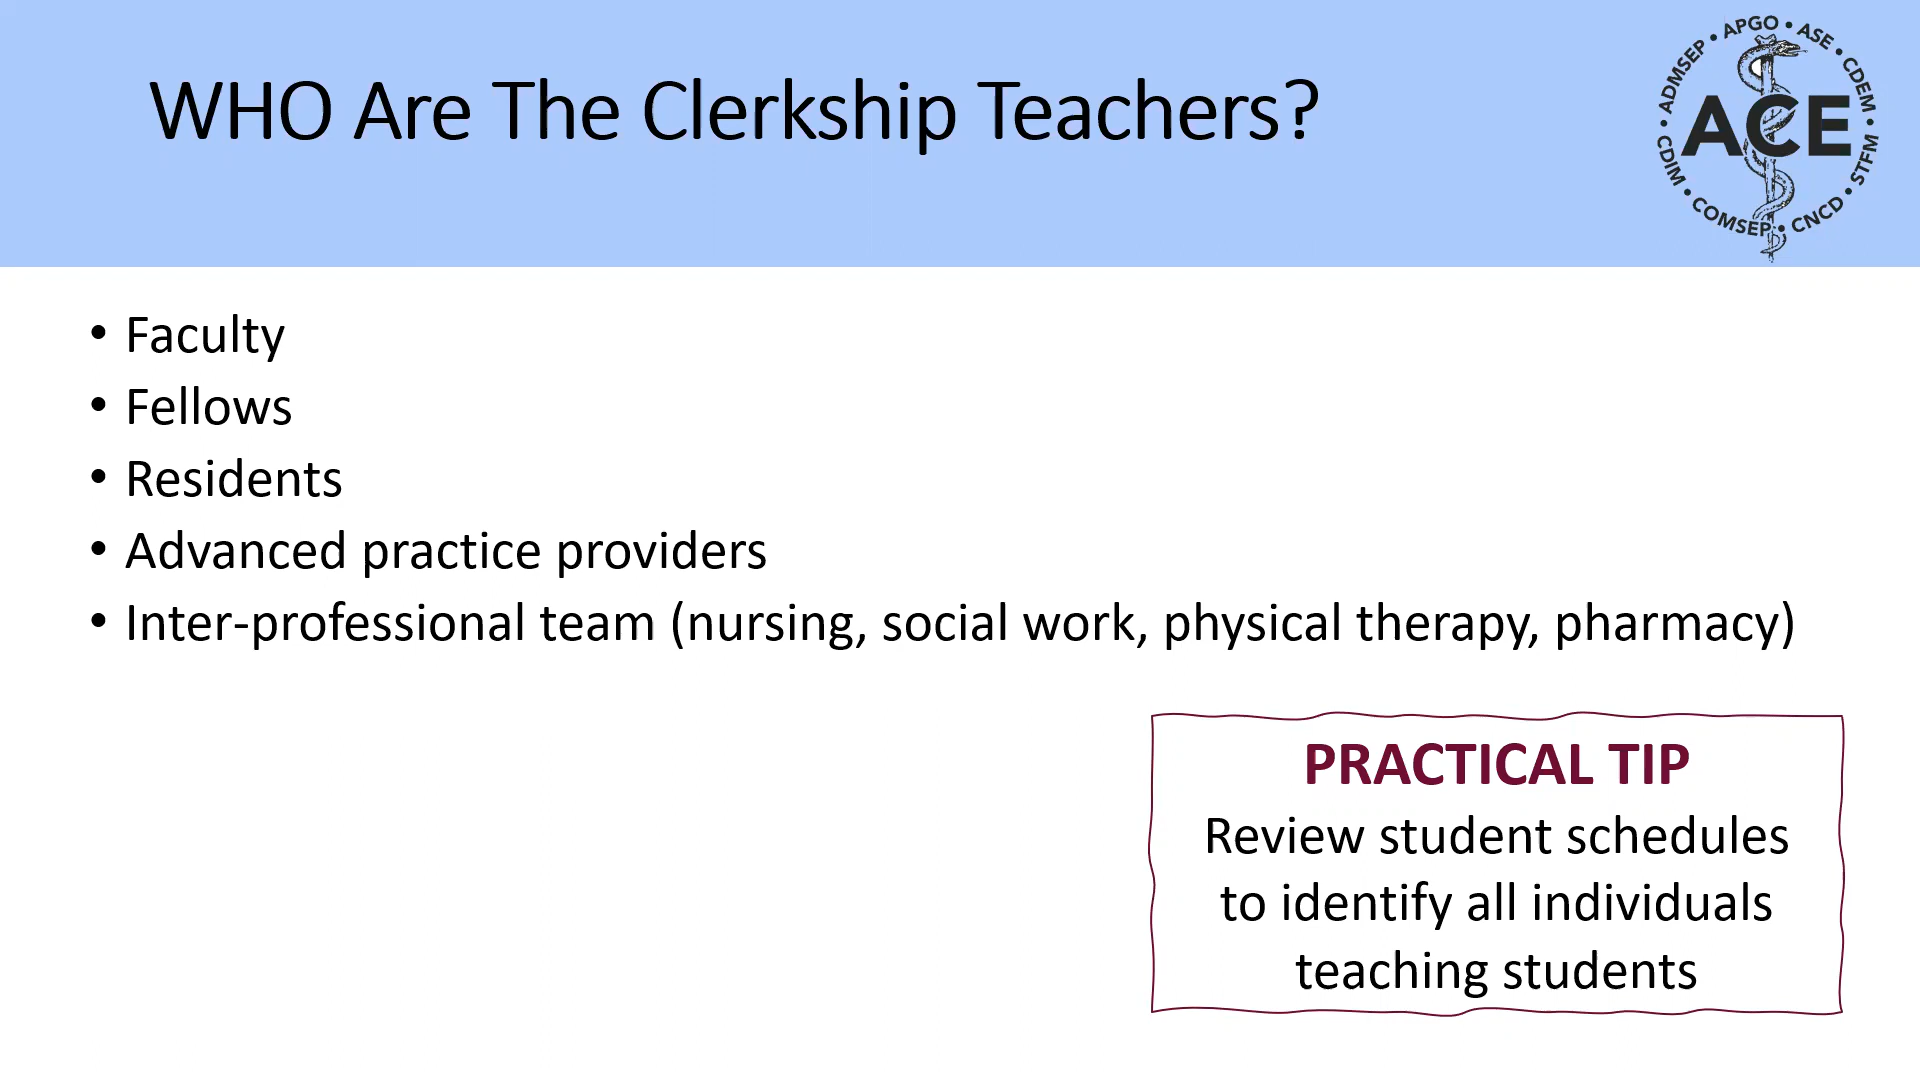 WHO Are The Clerkship Teachers?
ADMSEP • APGO • ASE • CDEM • STFM • CNCD • COMSEP • CDIM •
ACE
• Faculty
• Fellows
• Residents
• Advanced practice providers
• Inter-professional team (nursing, social work, physical therapy, pharmacy)
PRACTICAL TIP
Review student schedules
to identify all individuals
teaching students